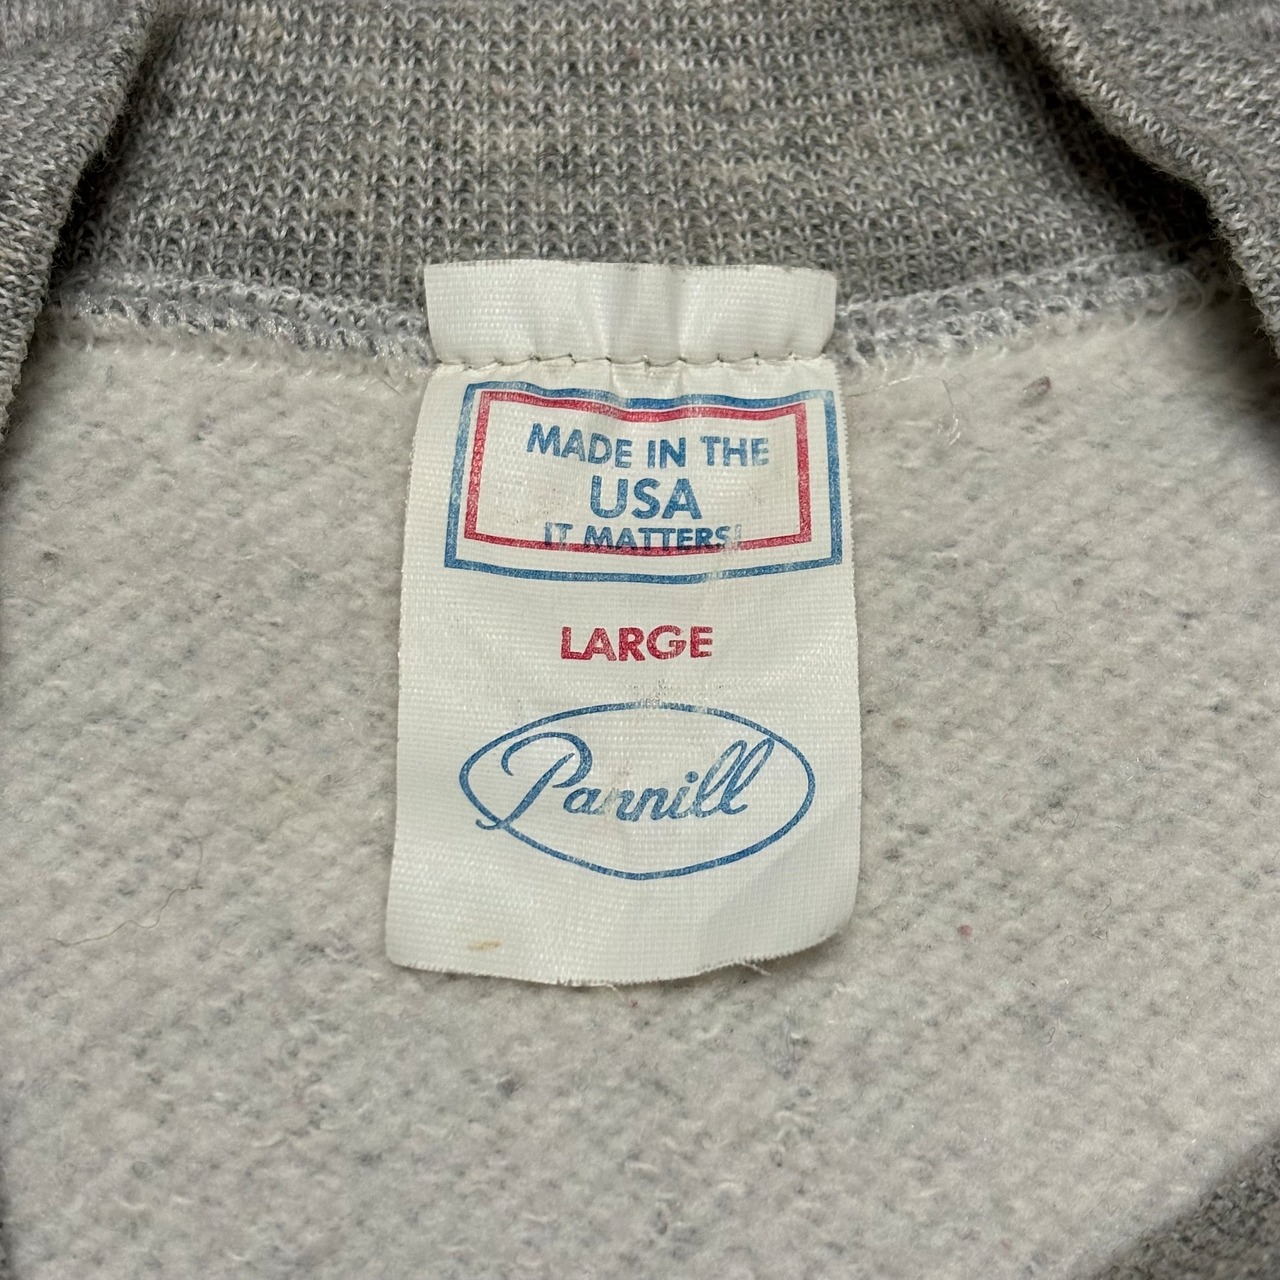 MADE IN THE
USA
IT MATTERS!
LARGE
Pannill